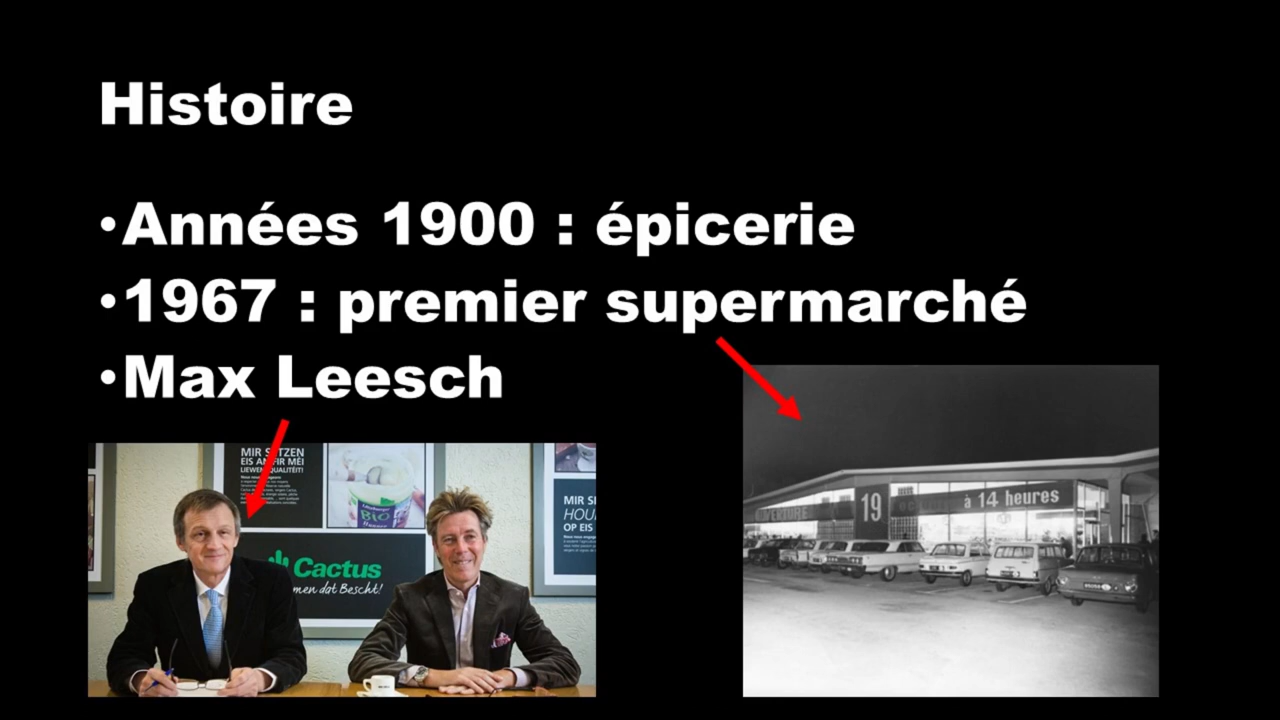 Histoire
•Années 1900 : épicerie
•1967 : premier supermarché
•Max Leesch
MIR SETZEN
EIS AN FIR MÉI
LIEWENSQUALITÉIT!
BIO
Cactus
men dat Bescht!
MIR S
HOU
OP EIS
VERTURE 19 à 14 heures